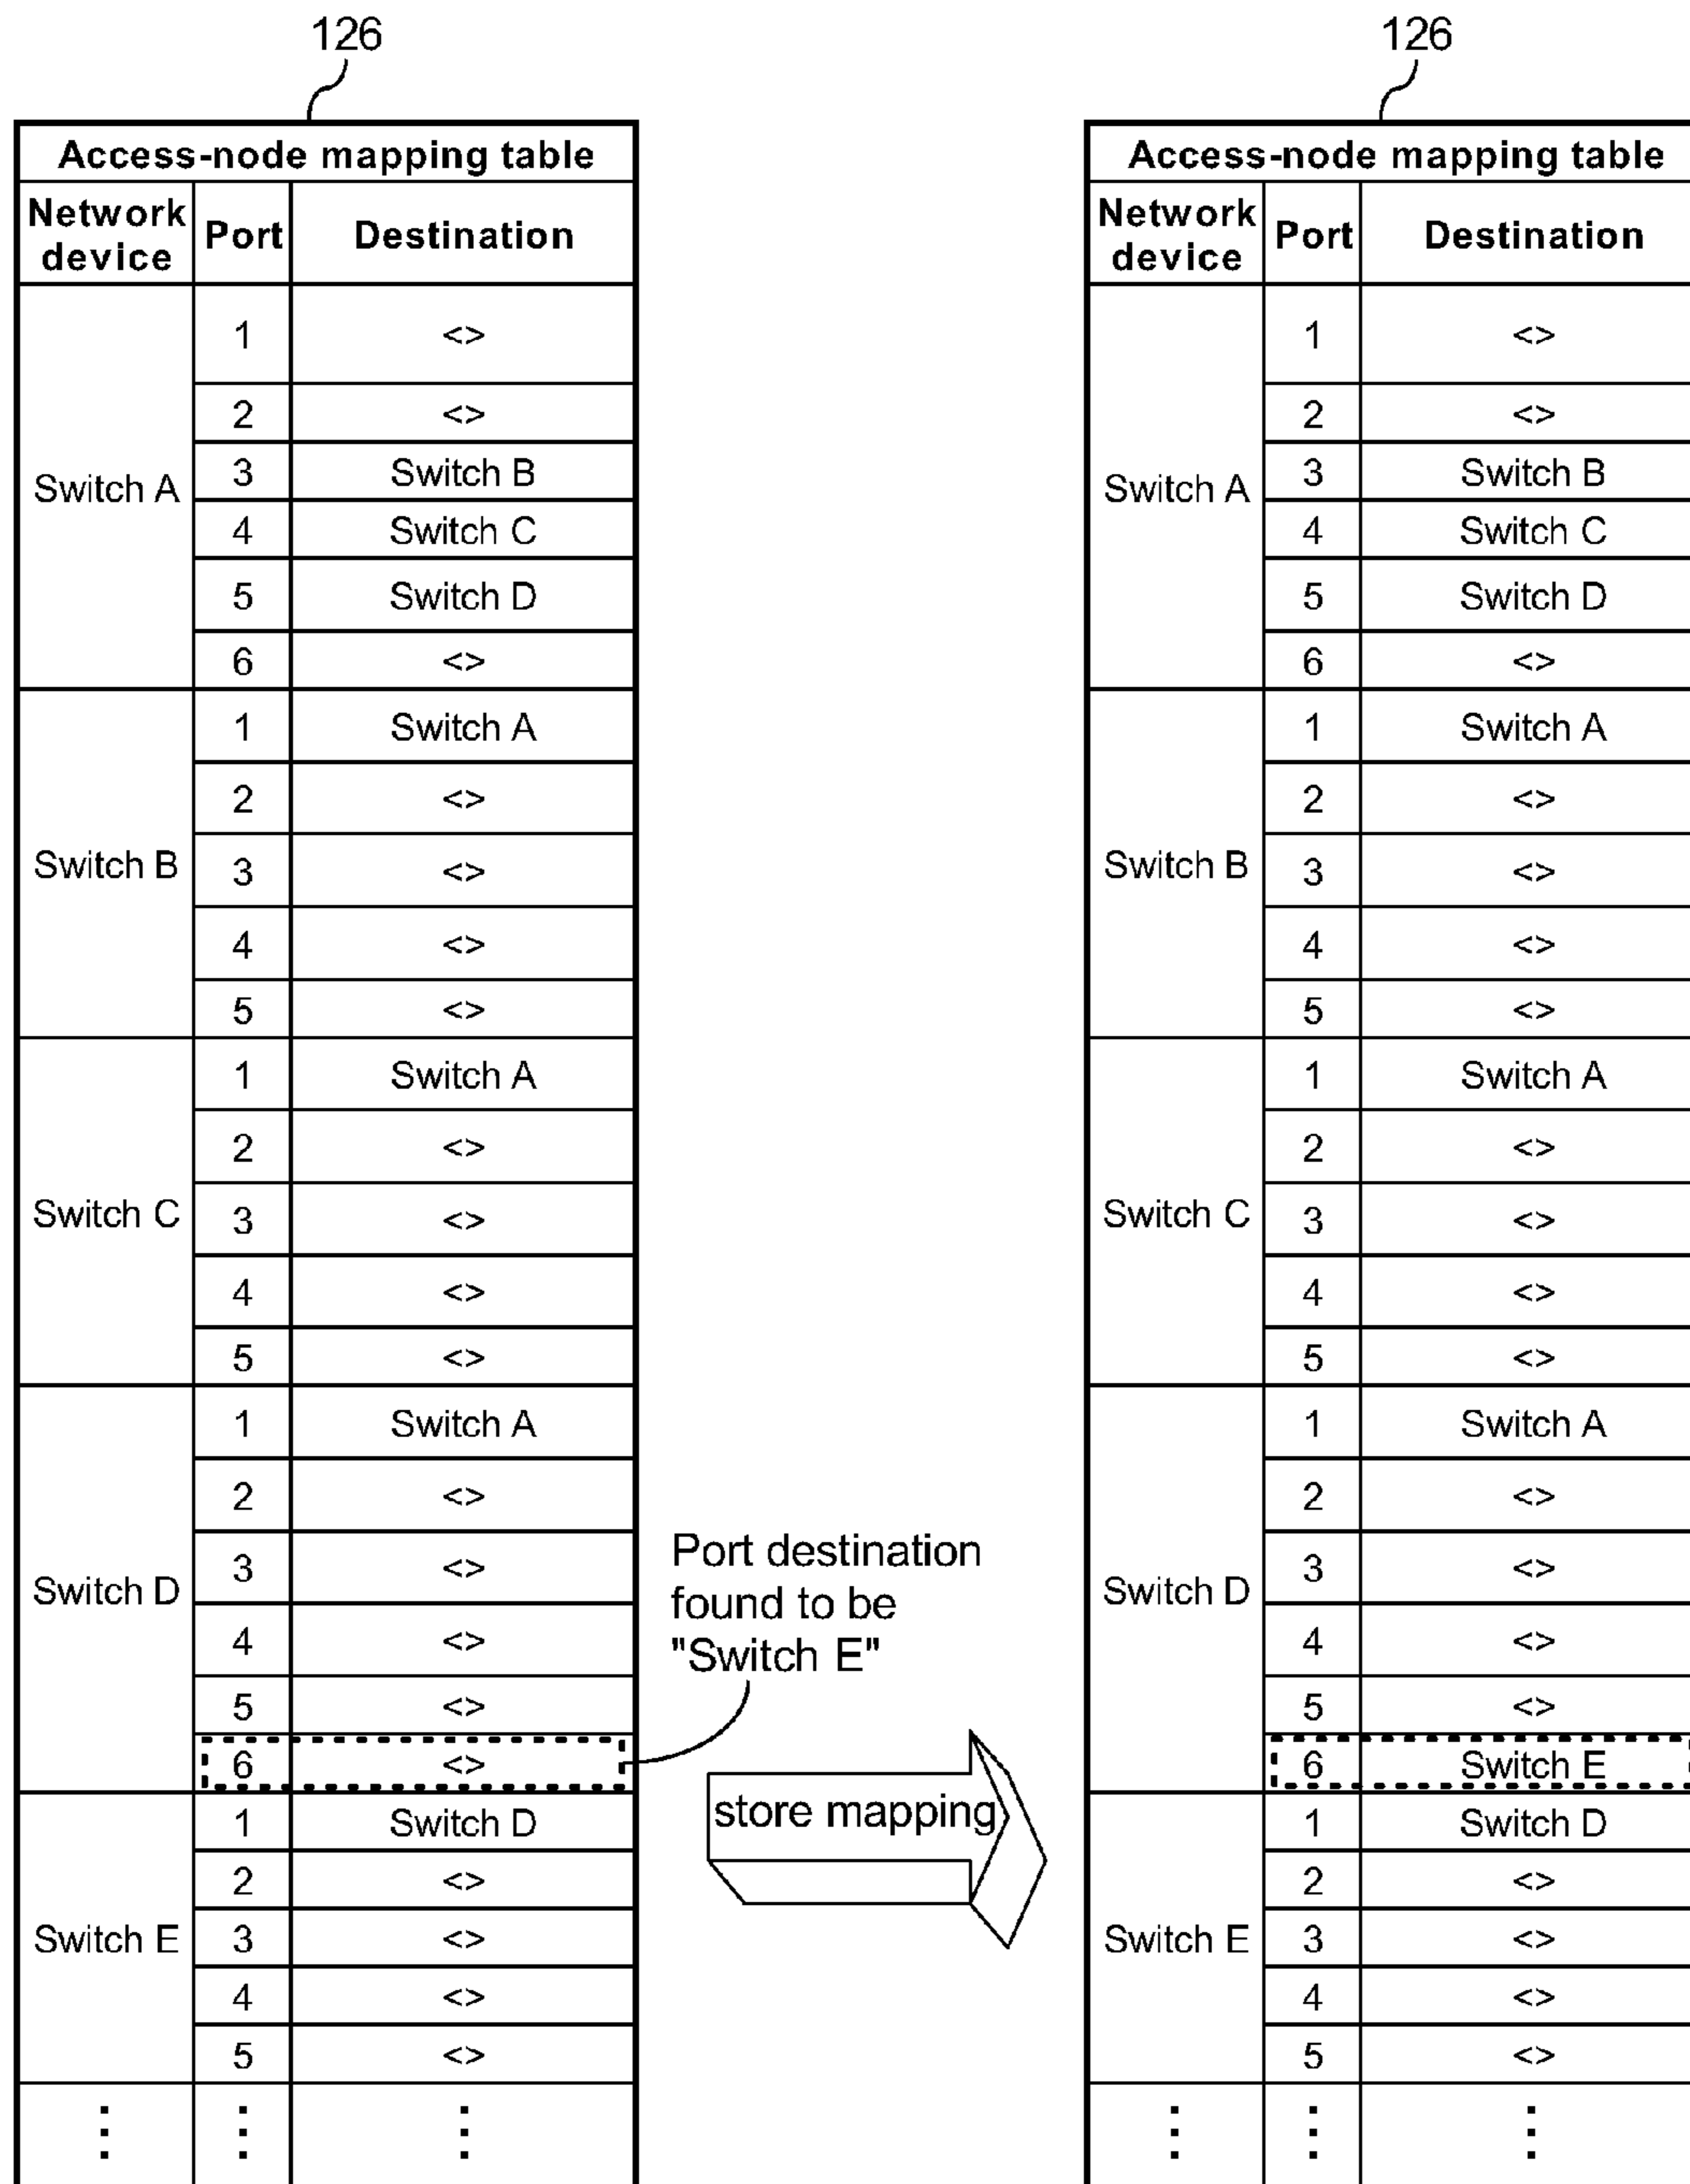 126
Access-node mapping table
Network device Port Destination
Switch A
1 <>
2 <>
3 Switch B
4 Switch C
5 Switch D
6 <>
Switch B
1 Switch A
2 <>
3 <>
4 <>
5 <>
Switch C
1 Switch A
2 <>
3 <>
4 <>
5 <>
Switch D
1 Switch A
2 <>
3 <>
4 <>
5 <>
6 <>
Switch E
1 Switch D
2 <>
3 <>
4 <>
5 <>
Port destination
found to be
"Switch E"
store mapping
126
Access-node mapping table
Network device Port Destination
Switch A
1 <>
2 <>
3 Switch B
4 Switch C
5 Switch D
6 <>
Switch B
1 Switch A
2 <>
3 <>
4 <>
5 <>
Switch C
1 Switch A
2 <>
3 <>
4 <>
5 <>
Switch D
1 Switch A
2 <>
3 <>
4 <>
5 <>
6 Switch E
Switch E
1 Switch D
2 <>
3 <>
4 <>
5 <>